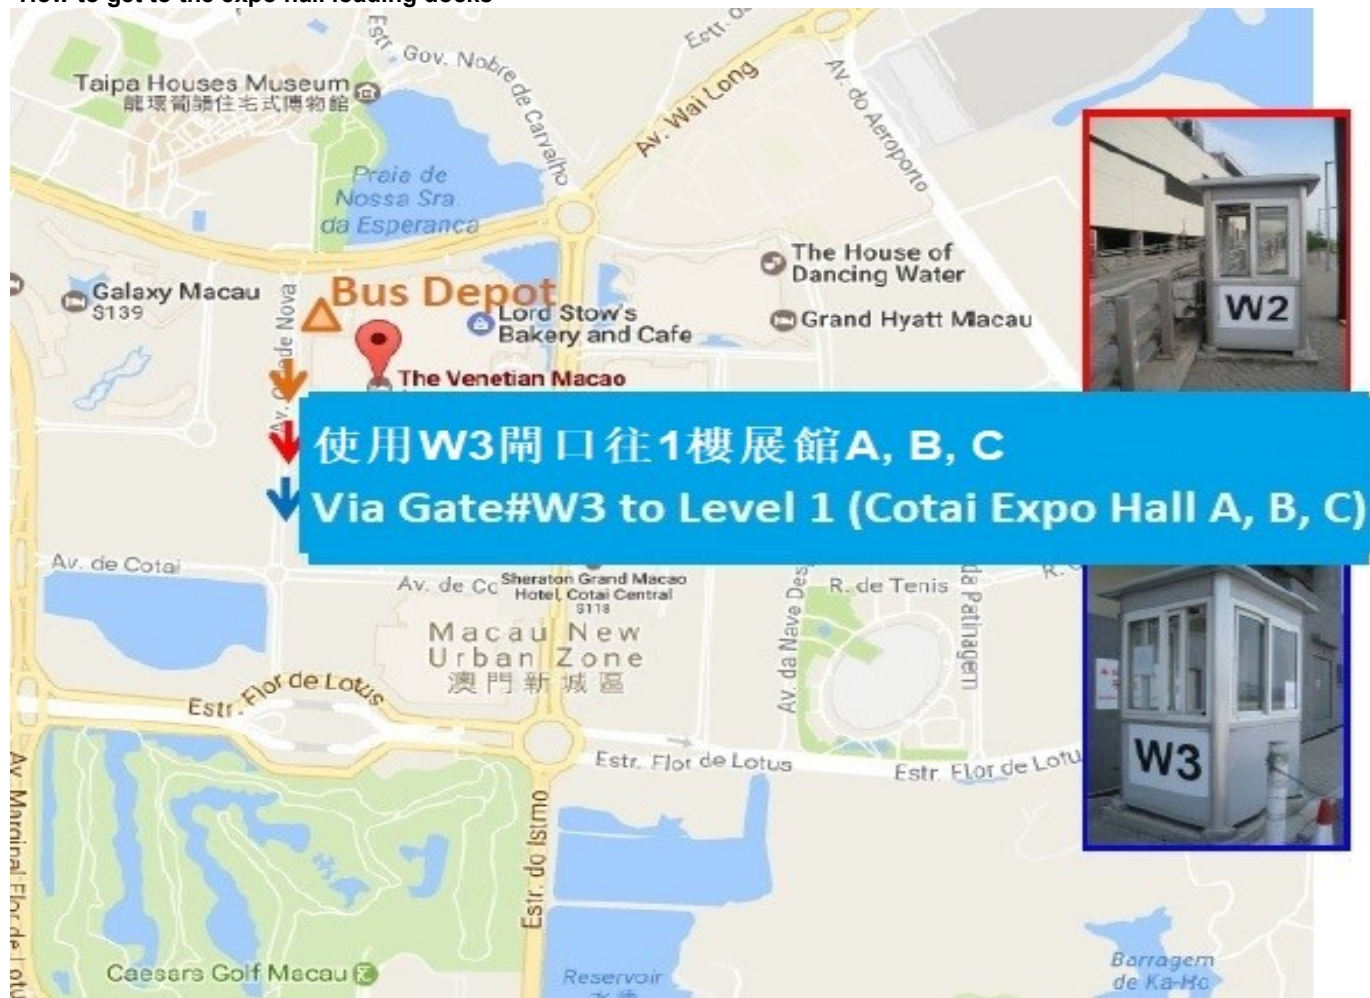 How to get to the expo hall loading docks
Estr. Gov. Nobre de Carvalho
Av. Wai Long
Av. do Aeroporto
Taipa Houses Museum
龍環葡韻住宅式博物館
Praia de
Nossa Sra.
da Esperança
The House of
Dancing Water
Galaxy Macau
$139
Bus Depot
Lord Stow's
Bakery and Cafe
Grand Hyatt Macau
W2
The Venetian Macao
使用W3閘口往1樓展館A, B, C
Via Gate#W3 to Level 1 (Cotai Expo Hall A, B, C)
Av. de Cotai
Av. de Co
Sheraton Grand Macao
Hotel, Cotai Central
$118
R. de Tenis
da Patinagem
Av. da Nave Des
Macau New
Urban Zone
澳門新城區
Estr. Flor de Lotus
W3
Estr. Flor de Lotus
Estr. Flor de Lotu
Av. Marginal Flor de Lotu
Estr. do Istmo
Caesars Golf Macau
Reservoir
Barragem
de Ka-Ho